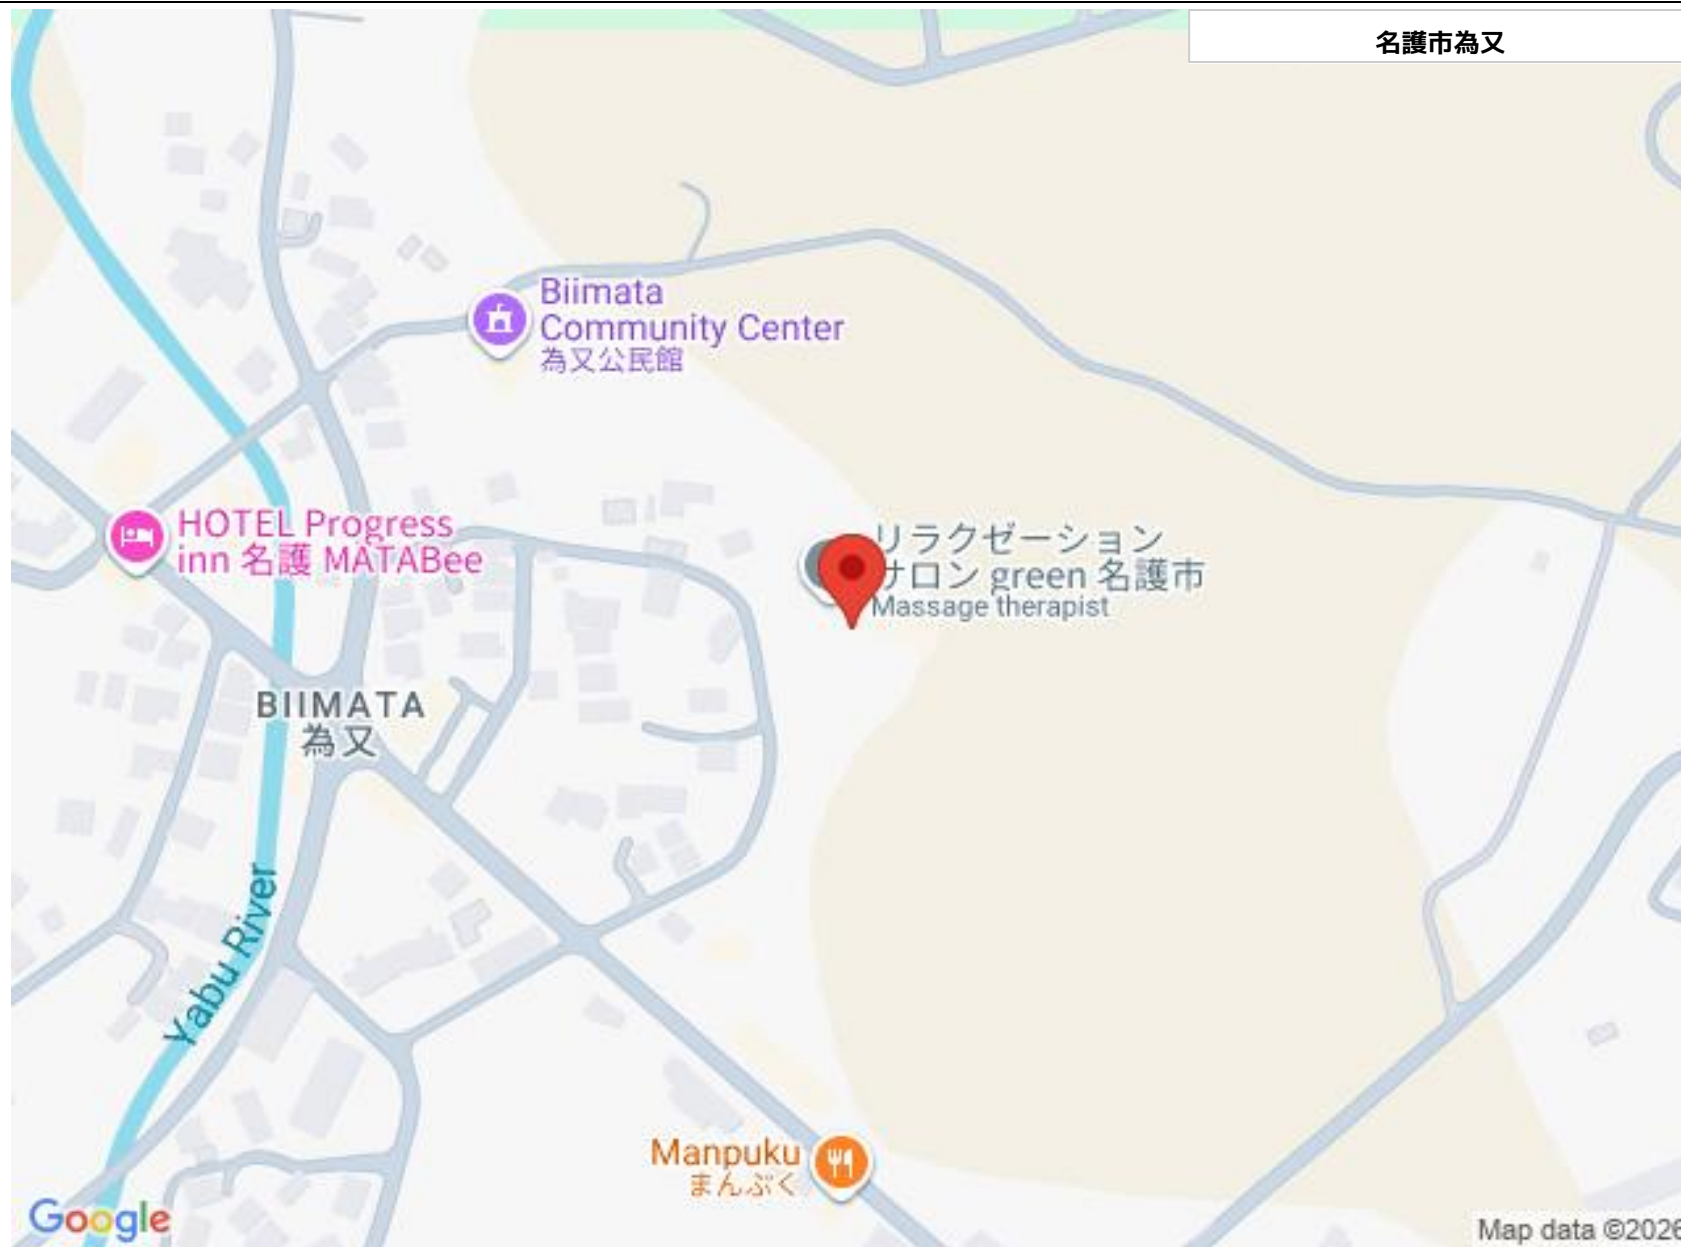 名護市為又
Biimata
Community Center
為又公民館
HOTEL Progress
inn 名護 MATABee
リラクゼーション
サロン green 名護市
Massage therapist
BIIMATA
為又
Yabu River
Manpuku
まんぷく
Google
Map data ©2026